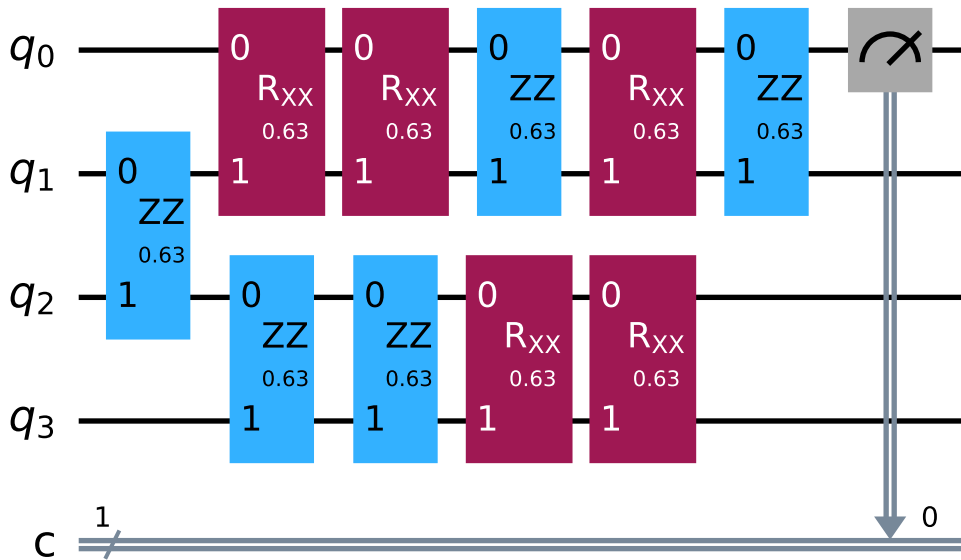 q0 0 0 0 0 0
RXX RXX ZZ RXX ZZ
0.63 0.63 0.63 0.63 0.63
q1 0 1 1 1 1 1
ZZ
0.63
q2 1 0 0 0 0
ZZ ZZ RXX RXX
0.63 0.63 0.63 0.63
q3 1 1 1 1
1 0
c